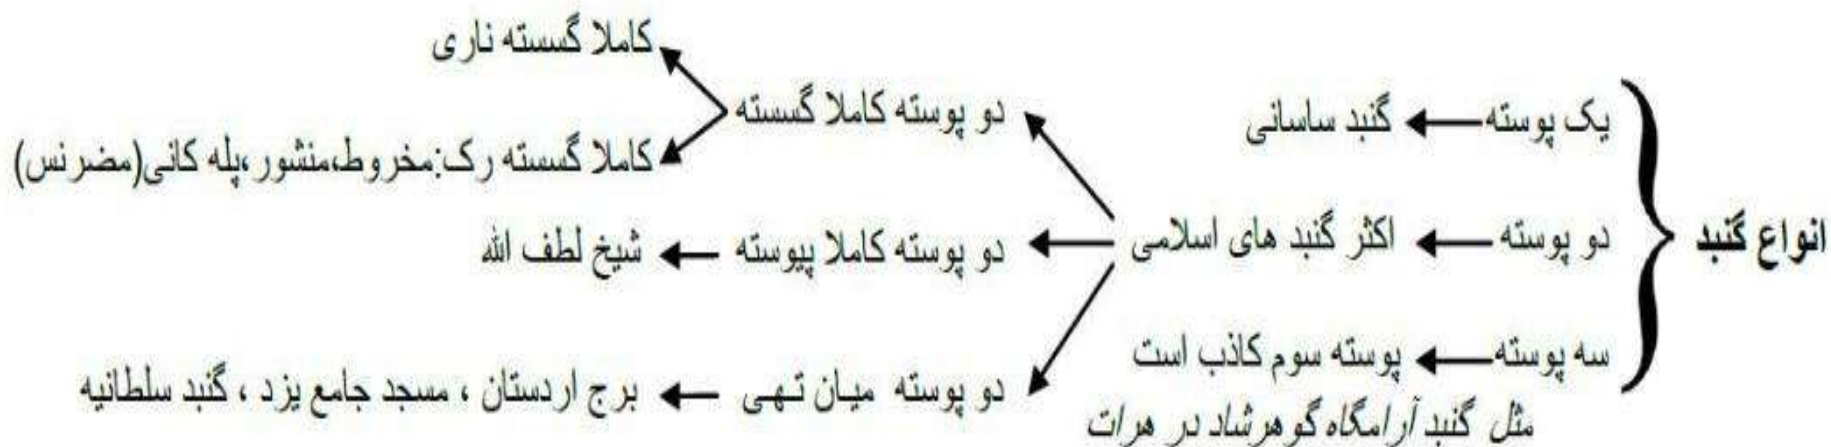 انواع گنبد
یک پوسته ← گنبد ساسانی
دو پوسته ← اکثر گنبد های اسلامی
دو پوسته کاملا گسسته
کاملا گسسته ناری
کاملا گسسته رک:مخروط،منشور،پله کانی(مضرنس)
دو پوسته کاملا پیوسته ← شیخ لطف الله
دو پوسته میان تهی ← برج اردستان ، مسجد جامع یزد ، گنبد سلطانیه
سه پوسته ← پوسته سوم کاذب است
مثل گنبد آرامگاه گوهرشاد در هرات